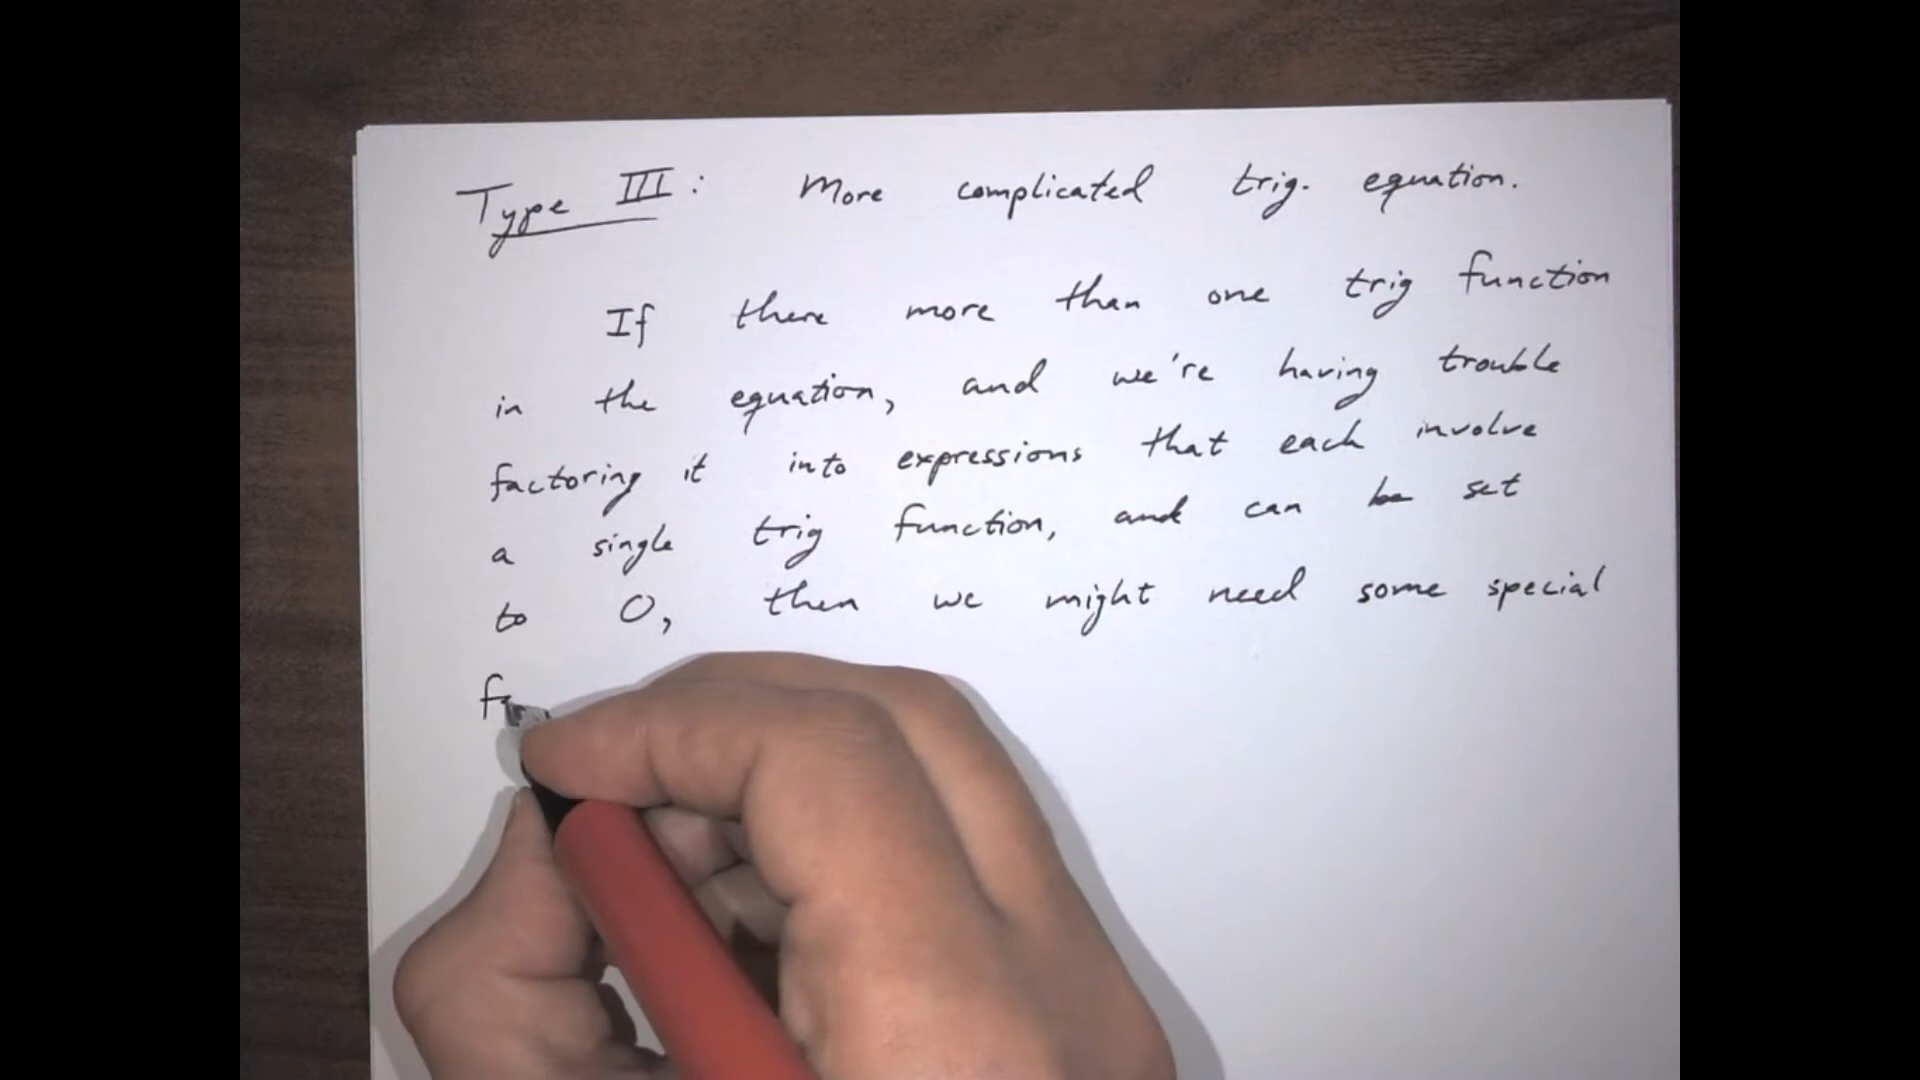 Type III: More complicated trig. equation.
If there more than one trig function
in the equation, and we're having trouble
factoring it into expressions that each involve
a single trig function, and can be set
to 0, then we might need some special